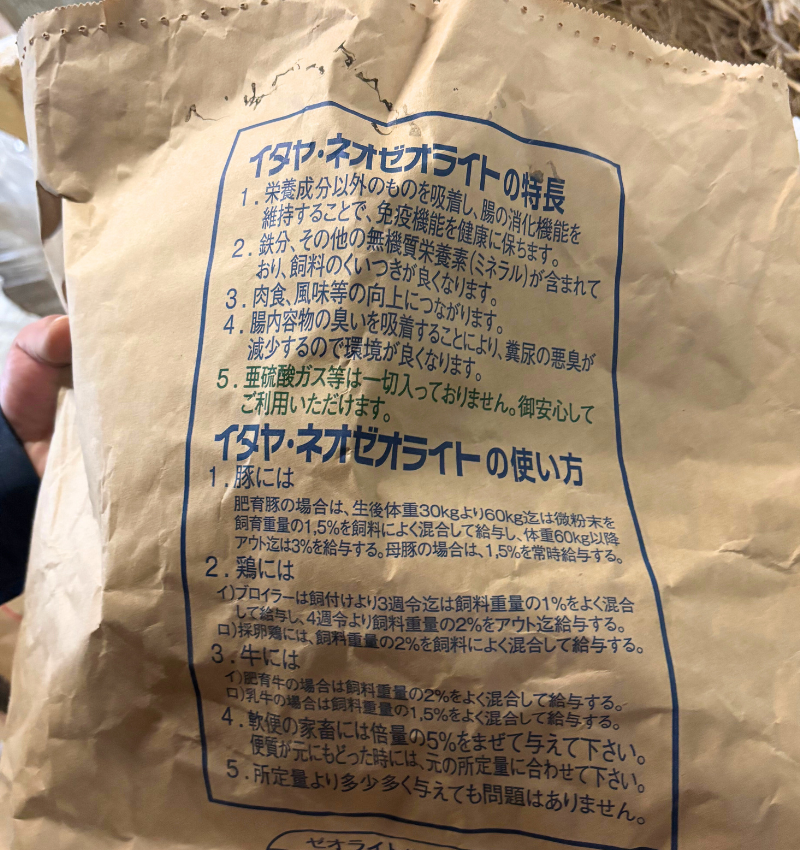 イタヤ・ネオゼオライトの特長
1.栄養成分以外のものを吸着し、腸の消化機能を
維持することで、免疫機能を健康に保ちます。
2.鉄分、その他の無機質栄養素(ミネラル)が含まれて
おり、飼料のくいつきが良くなります。
3.肉食、風味等の向上につながります。
4.腸内容物の臭いを吸着することにより、糞尿の悪臭が
減少するので環境が良くなります。
5.亜硫酸ガス等は一切入っておりません。御安心して
ご利用いただけます。
イタヤ・ネオゼオライトの使い方
1.豚には
肥育豚の場合は、生後体重30kgより60kg迄は微粉末を
飼育重量の1,5%を飼料によく混合して給与し、体重60kg以降
アウト迄は3%を給与する。母豚の場合は、1,5%を常時給与する。
2.鶏には
イ)ブロイラーは餌付けより3週令迄は飼料重量の1%をよく混合
して給与し、4週令より飼料重量の2%をアウト迄給与する。
ロ)採卵鶏には、飼料重量の2%を飼料によく混合して給与する。
3.牛には
イ)肥育牛の場合は飼料重量の2%をよく混合して給与する。
ロ)乳牛の場合は飼料重量の1,5%をよく混合して給与する。
4.軟便の家畜には倍量の5%をまぜて与えて下さい。
便質が元にもどった時には、元の所定量に合わせて下さい。
5.所定量より多少多く与えても問題はありません。
ゼオライト